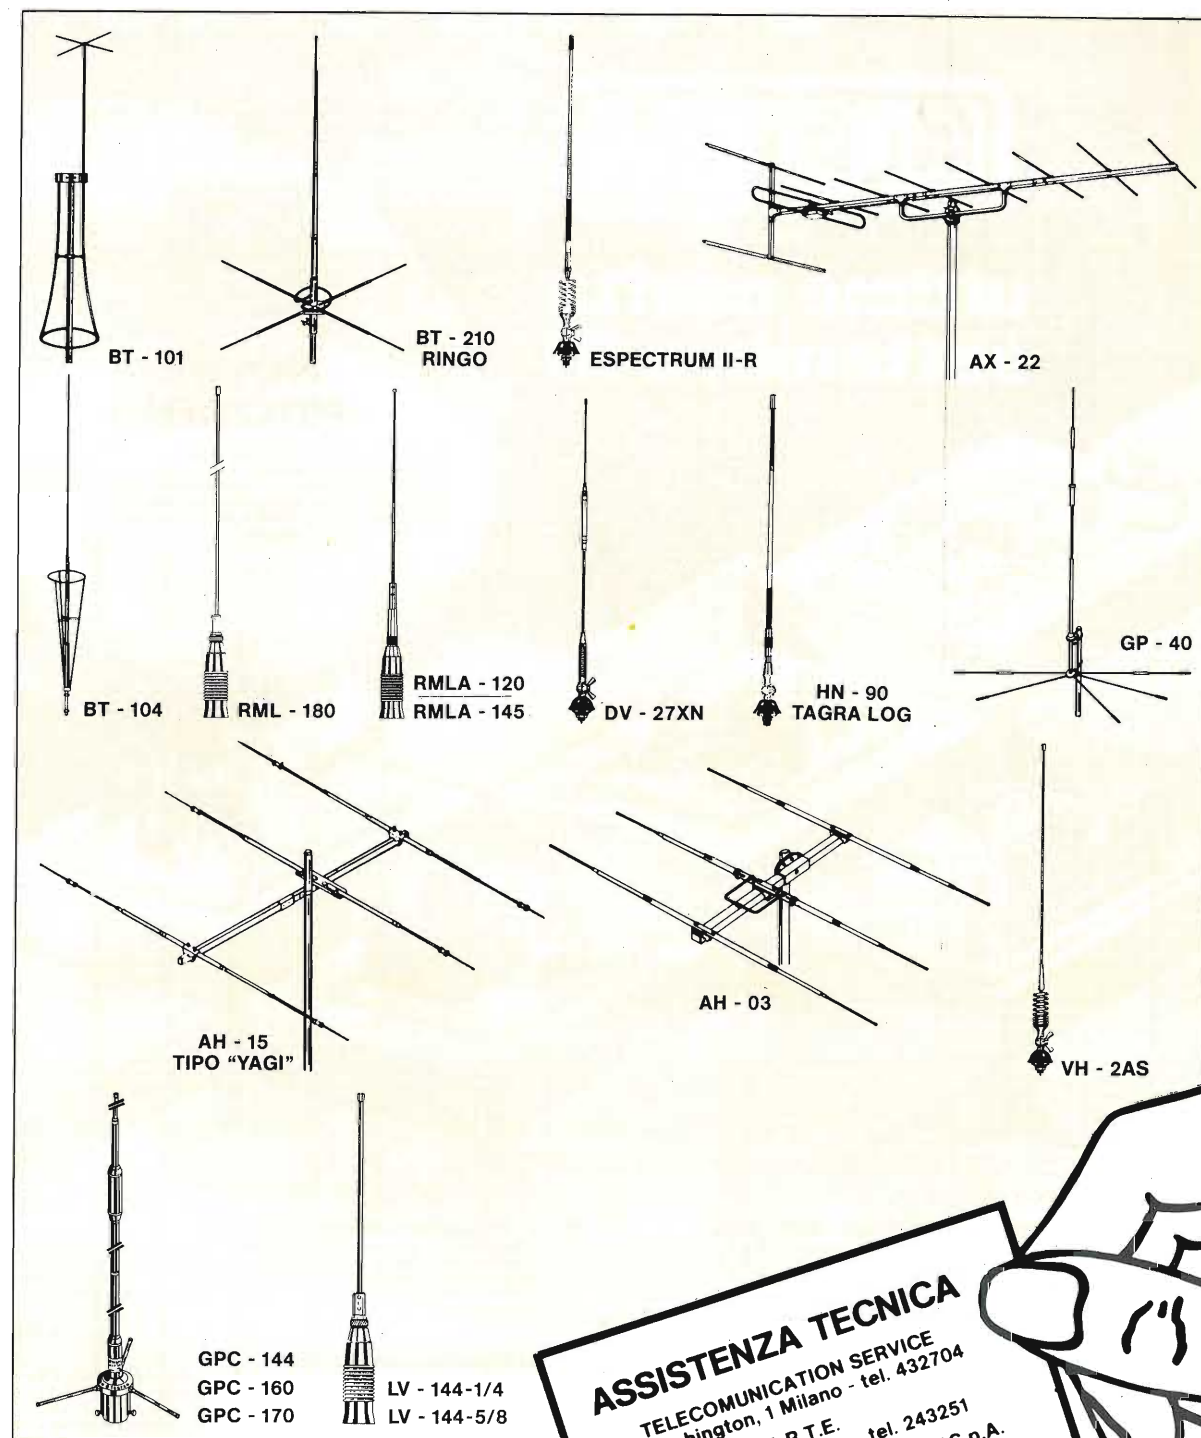 BT - 101
BT - 210
RINGO
ESPECTRUM II-R
AX - 22
BT - 104
RML - 180
RMLA - 120
RMLA - 145
DV - 27XN
HN - 90
TAGRA LOG
GP - 40
AH - 15
TIPO “YAGI”
AH - 03
VH - 2AS
GPC - 144
GPC - 160
GPC - 170
LV - 144-1/4
LV - 144-5/8
ASSISTENZA TECNICA
TELECOMUNICATION SERVICE
1 Milano - tel. 432704
tel. 243251